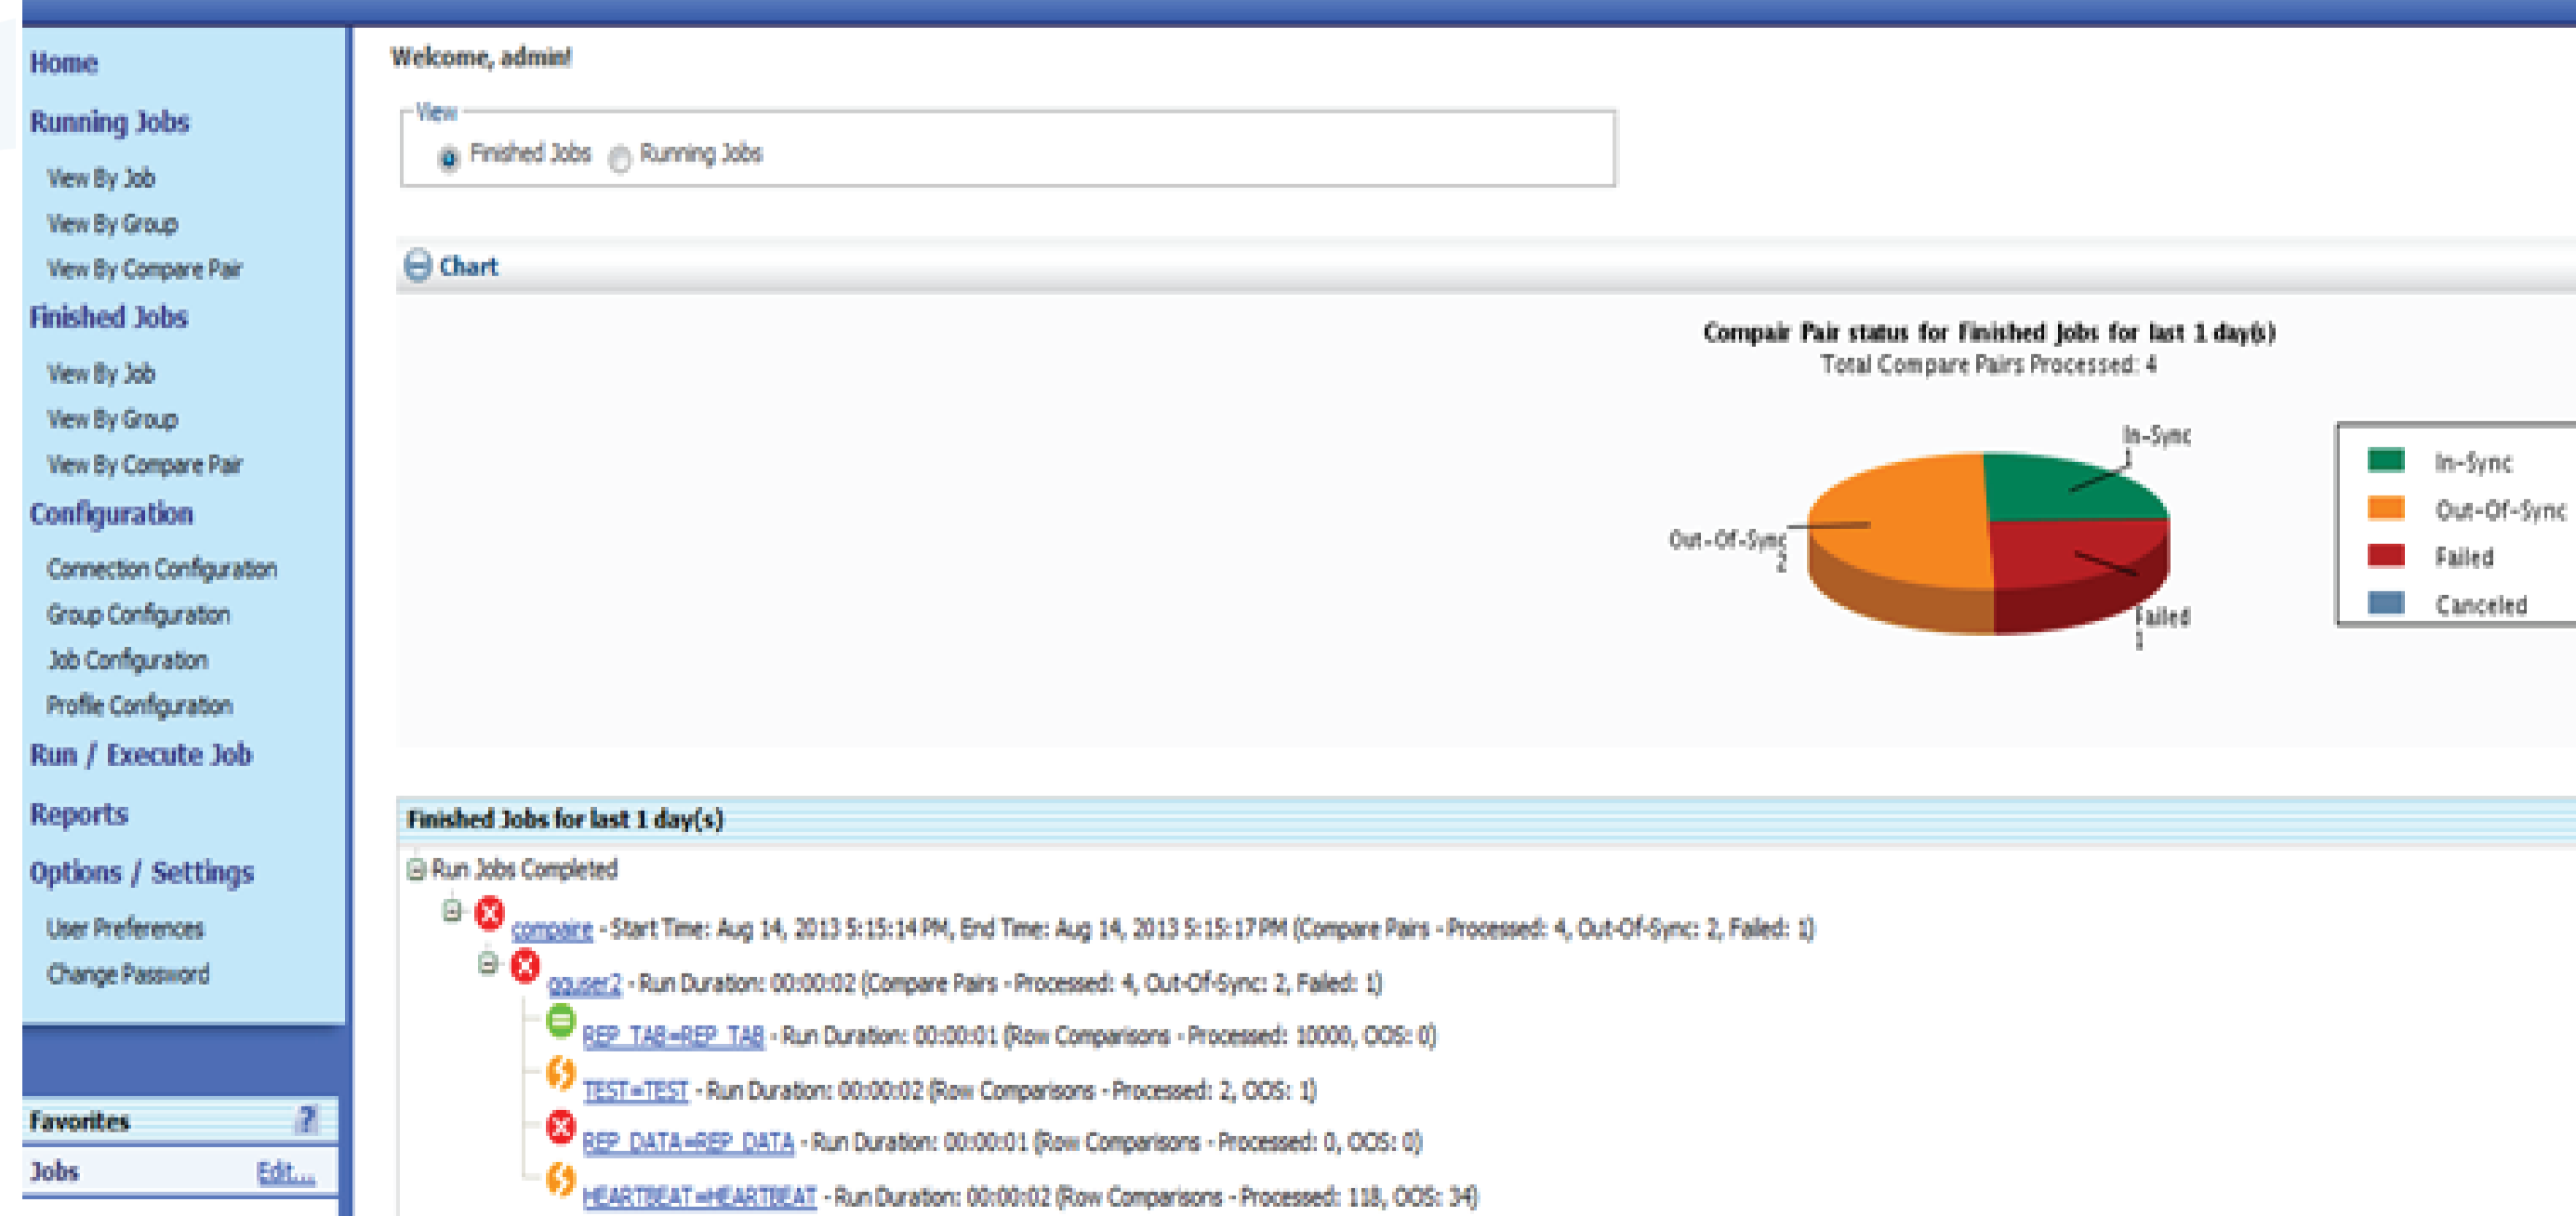 Home
Running Jobs
View By Job
View By Group
View By Compare Pair
Finished Jobs
View By Job
View By Group
View By Compare Pair
Configuration
Connection Configuration
Group Configuration
Job Configuration
Profile Configuration
Run / Execute Job
Reports
Options / Settings
User Preferences
Change Password
Favorites ?
Jobs Edit...
Welcome, admin!
View
Finished Jobs Running Jobs
Chart
Compair Pair status for Finished Jobs for last 1 day(s)
Total Compare Pairs Processed: 4
In-Sync
1
Out-Of-Sync
2
Failed
1
In-Sync
Out-Of-Sync
Failed
Canceled
Finished Jobs for last 1 day(s)
Run Jobs Completed
compaire - Start Time: Aug 14, 2013 5:15:14 PM, End Time: Aug 14, 2013 5:15:17 PM (Compare Pairs - Processed: 4, Out-Of-Sync: 2, Failed: 1)
gguser2 - Run Duration: 00:00:02 (Compare Pairs - Processed: 4, Out-Of-Sync: 2, Failed: 1)
REP_TAB=REP_TAB - Run Duration: 00:00:01 (Row Comparisons - Processed: 10000, OOS: 0)
TEST=TEST - Run Duration: 00:00:02 (Row Comparisons - Processed: 2, OOS: 1)
REP_DATA=REP_DATA - Run Duration: 00:00:01 (Row Comparisons - Processed: 0, OOS: 0)
HEARTBEAT=HEARTBEAT - Run Duration: 00:00:02 (Row Comparisons - Processed: 118, OOS: 34)